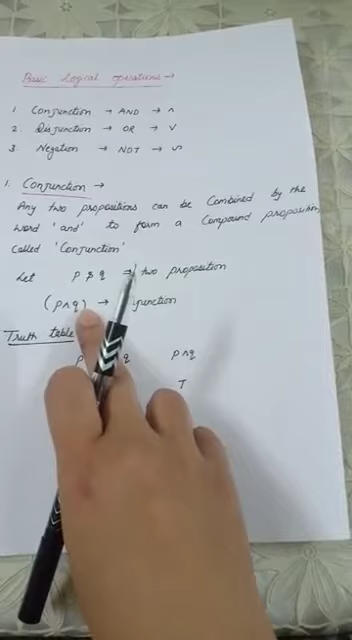 Basic Logical operations →
1 Conjunction → AND → ∧
2. Disjunction → OR → ∨
3. Negation → NOT → ∽
1. Conjunction →
Any two propositions can be Combined by the
word 'and' to form a Compound proposition
Called 'Conjunction'
Let p & q → two proposition
(p∧q) → junction
Truth table
p q p∧q
T